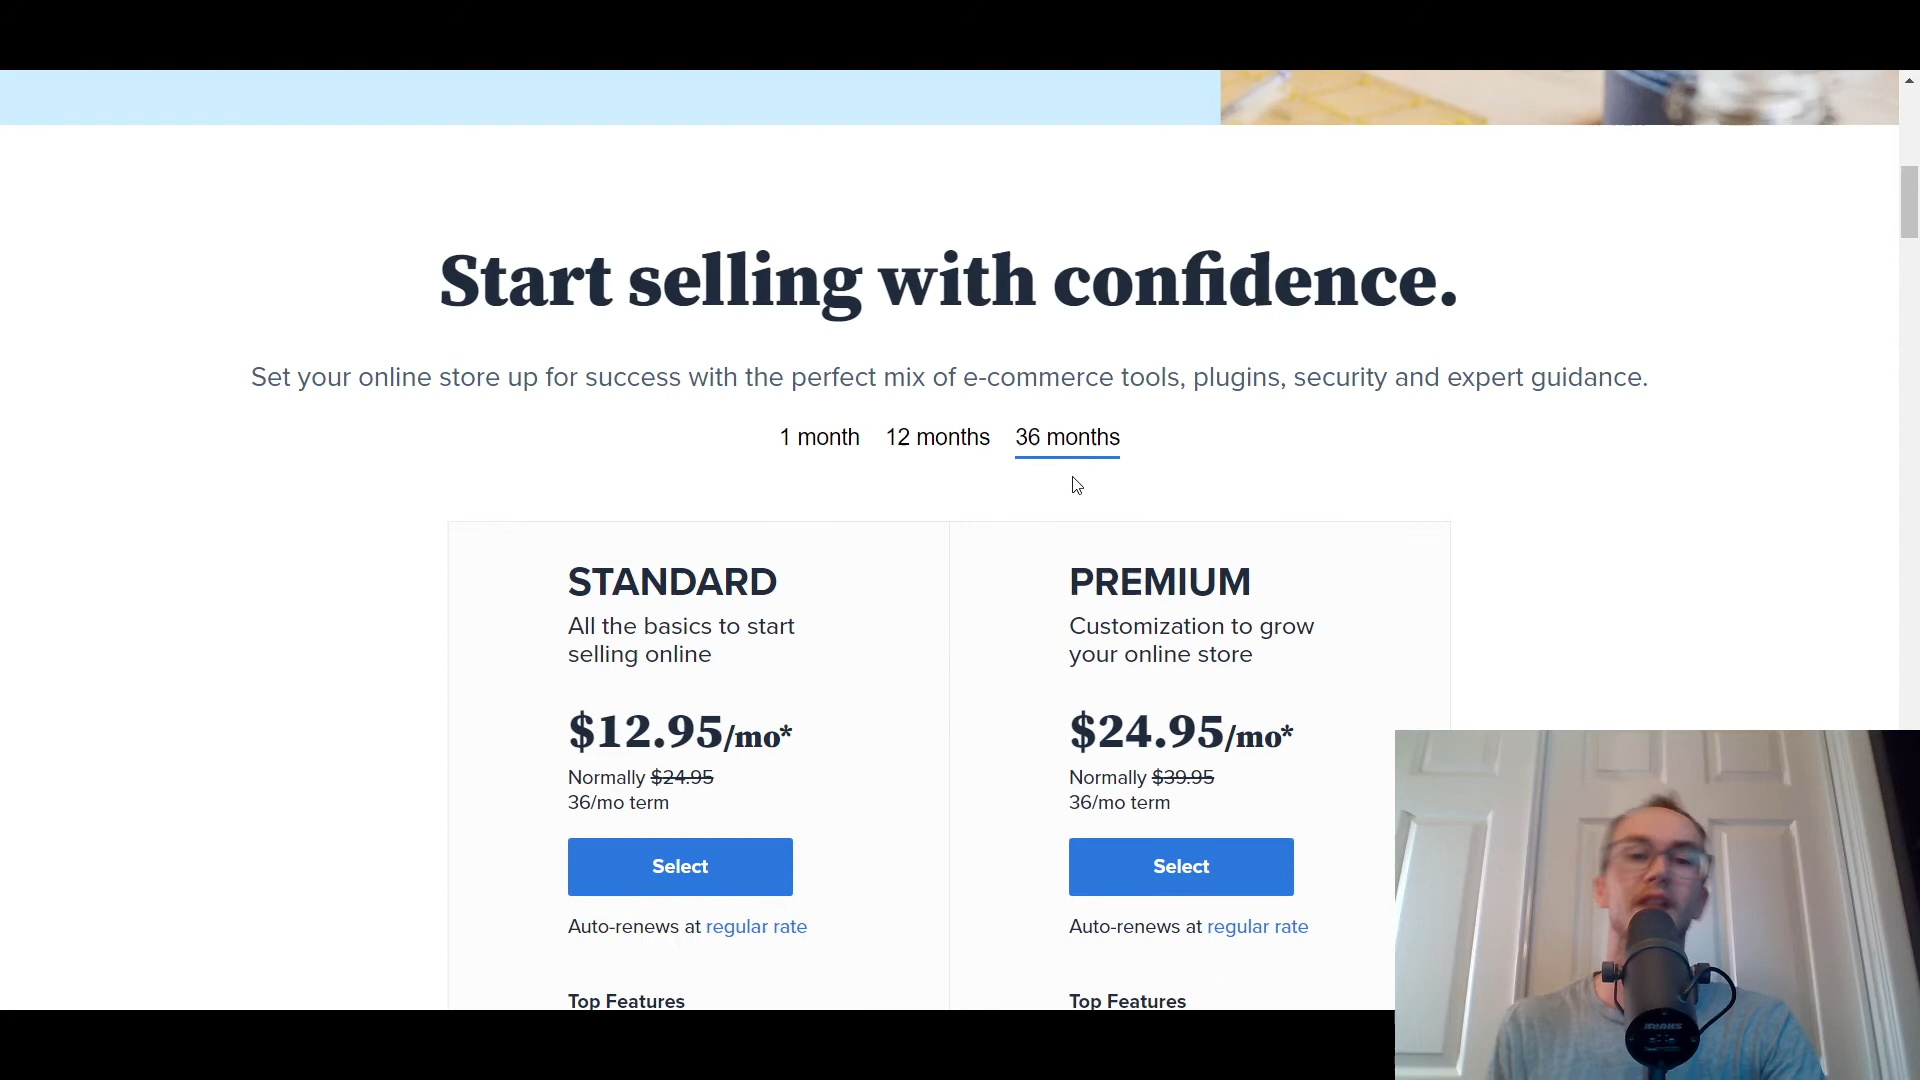 Start selling with confidence.
Set your online store up for success with the perfect mix of e-commerce tools, plugins, security and expert guidance.
1 month 12 months 36 months
STANDARD
All the basics to start
selling online
$12.95/mo*
Normally $24.95
36/mo term
Select
Auto-renews at regular rate
Top Features
PREMIUM
Customization to grow
your online store
$24.95/mo*
Normally $39.95
36/mo term
Select
Auto-renews at regular rate
Top Features